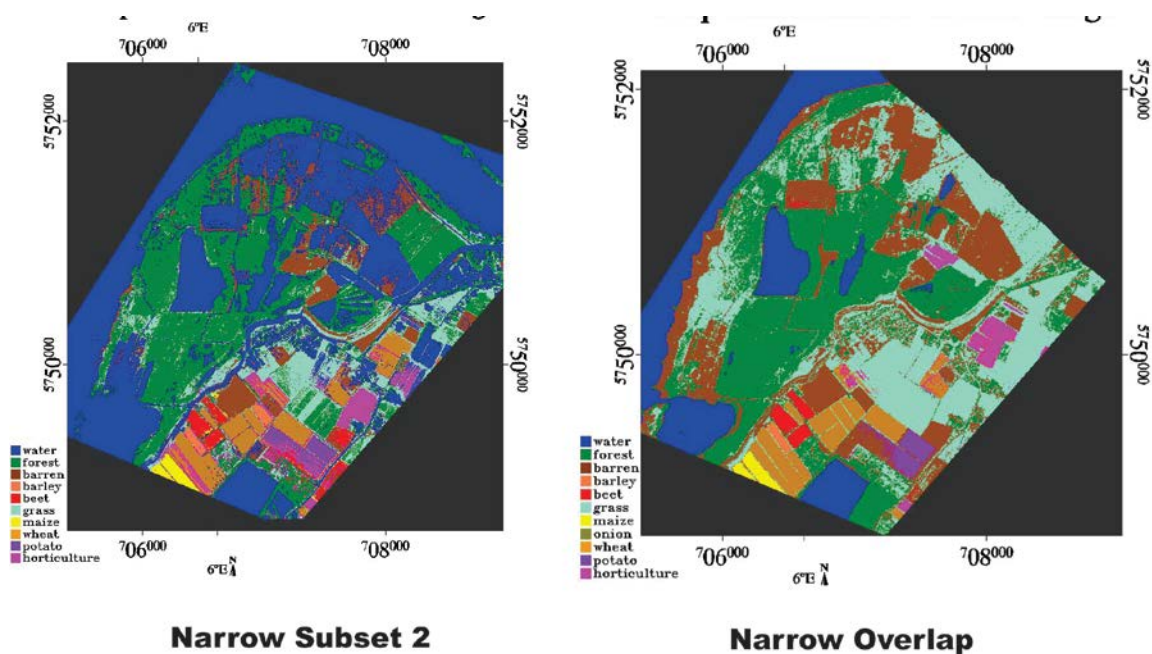 6°E
706000
708000
5752000
5752000
5750000
5750000
water
forest
barren
barley
beet
grass
maize
wheat
potato
horticulture
706000
708000
6°E N
Narrow Subset 2
6°E
706000
708000
5752000
5752000
5750000
5750000
water
forest
barren
barley
beet
grass
maize
onion
wheat
potato
horticulture
706000
708000
6°E N
Narrow Overlap